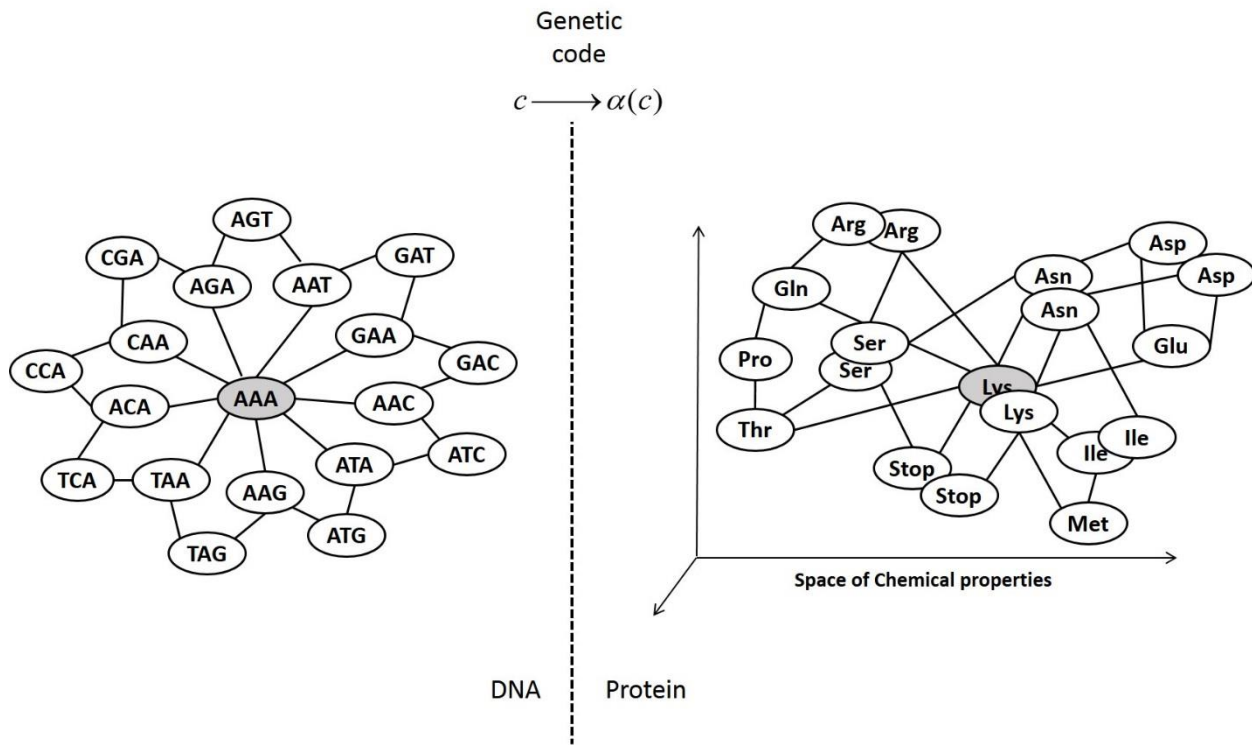 Genetic
code
c → α(c)
AGT
CGA
GAT
AGA
AAT
CAA
GAA
CCA
GAC
ACA
AAA
AAC
TCA
TAA
AAG
ATA
ATC
TAG
ATG
Arg
Arg
Asp
Asn
Asp
Gln
Asn
Ser
Glu
Pro
Ser
Lys
Thr
Lys
Ile
Ile
Stop
Stop
Met
Space of Chemical properties
DNA
Protein